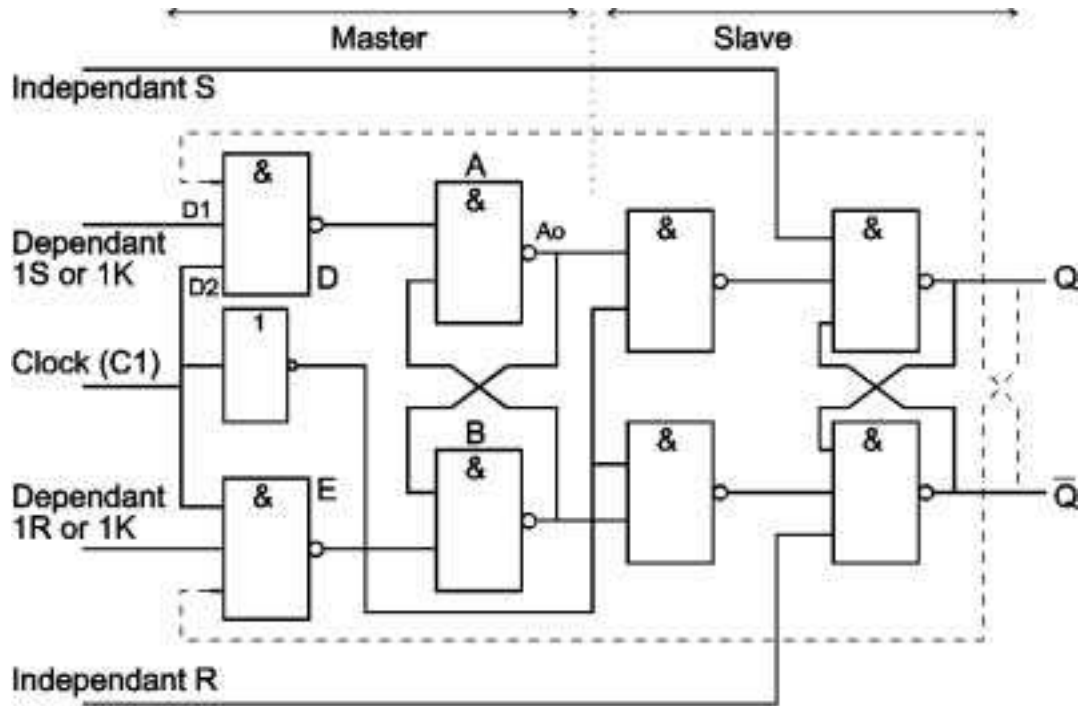 Master
Slave
Independant S
&
A
&
D1
Ao
&
&
Dependant
1S or 1K
D2
D
Q
1
Clock (C1)
B
&
&
&
Dependant
1R or 1K
&
E
Q̅
Independant R